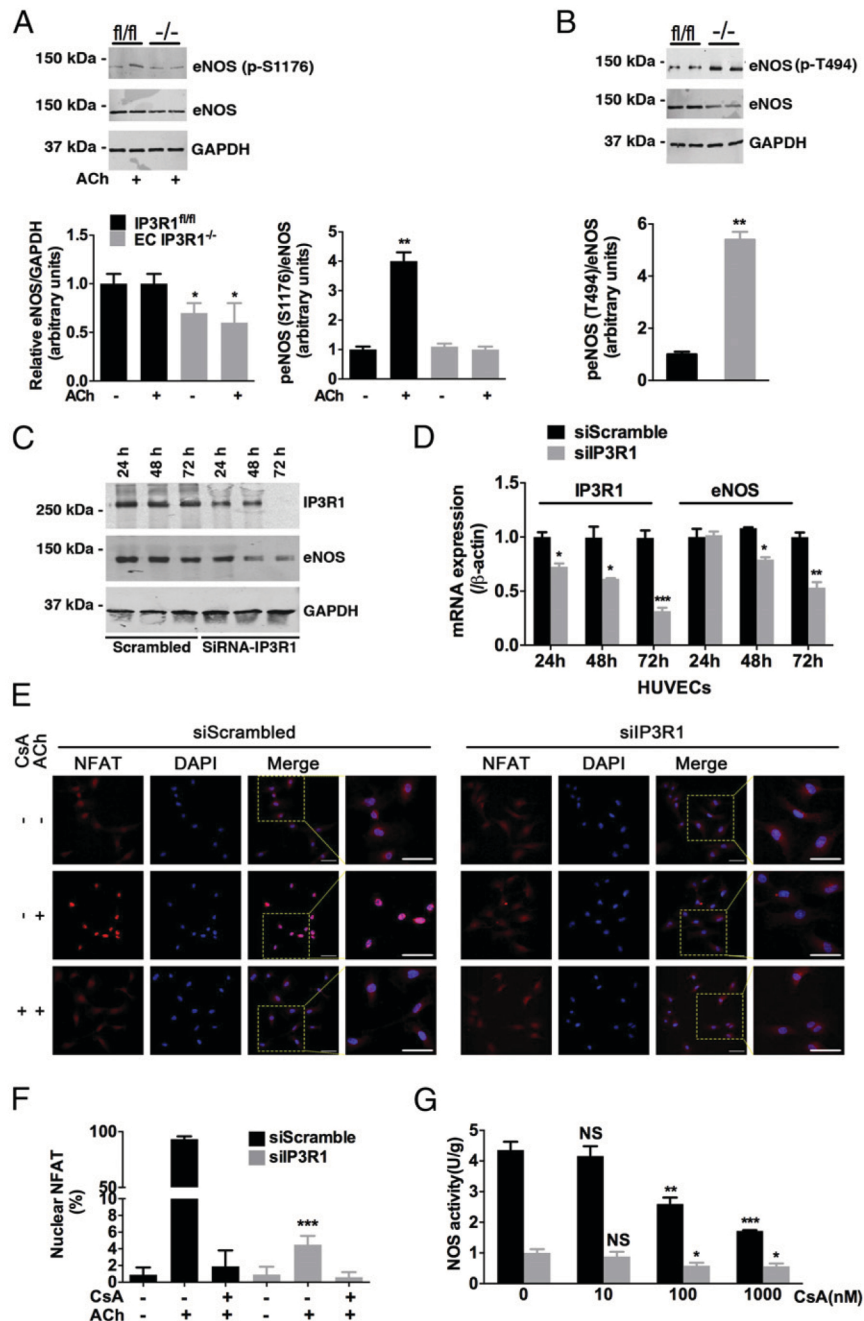 A
fl/fl -/-
150 kDa - eNOS (p-S1176)
150 kDa - eNOS
37 kDa - GAPDH
ACh + +
IP3R1fl/fl
EC IP3R1-/-
Relative eNOS/GAPDH
(arbitrary units)
1.5
1.0
0.5
0.0
* *
ACh - + - +
peNOS (S1176)/eNOS
(arbitrary units)
5
4
3
2
1
0
**
- + - + ACh
B
fl/fl -/-
150 kDa - eNOS (p-T494)
150 kDa - eNOS
37 kDa - GAPDH
peNOS (T494)/eNOS
(arbitrary units)
6
4
2
0
**
C
24 h 48 h 72 h 24 h 48 h 72 h
250 kDa - IP3R1
150 kDa - eNOS
37 kDa - GAPDH
Scrambled SiRNA-IP3R1
D
siScramble
siIP3R1
IP3R1 eNOS
mRNA expression
(/β-actin)
1.5
1.0
0.5
0.0
* * *** * **
24h 48h 72h 24h 48h 72h
HUVECs
E
siScrambled siIP3R1
CsA ACh NFAT DAPI Merge NFAT DAPI Merge
- -
- +
+ +
F
siScramble
siIP3R1
Nuclear NFAT
(%)
100
50
10
8
6
4
2
0
***
- - + - - + CsA
- + + - + + ACh
G
NOS activity(U/g)
5
4
3
2
1
0
NS ** ***
NS * *
0 10 100 1000 CsA(nM)